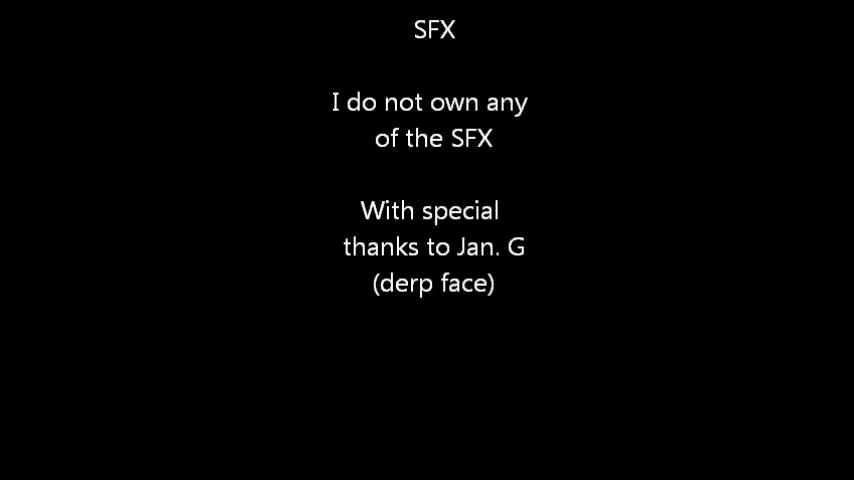 SFX
I do not own any
of the SFX
With special
thanks to Jan. G
(derp face)